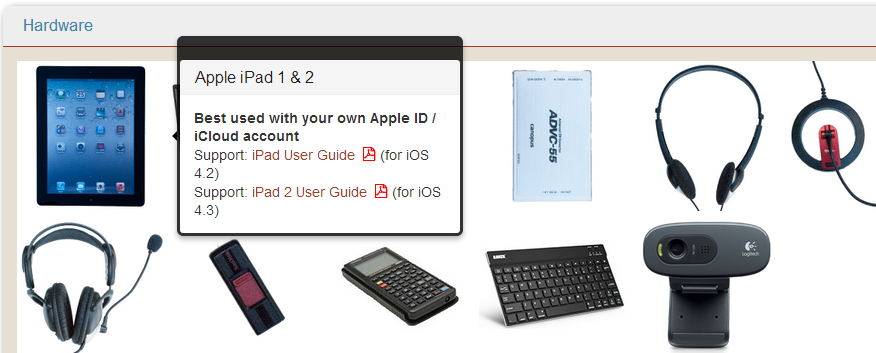 Hardware
Apple iPad 1 & 2
Best used with your own Apple ID /
iCloud account
Support: iPad User Guide (for iOS
4.2)
Support: iPad 2 User Guide (for iOS
4.3)
ADVC-55
canopus
Logitech